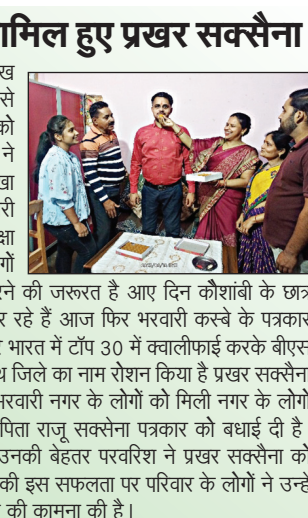 ामिल हुए प्रखर सक्सैना
ख
से
को
ने
खा
री
क्षा
गों
रने की जरूरत है आए दिन कौशांबी के छात्र
र रहे हैं आज फिर भरवारी कस्बे के पत्रकार
र भारत में टॉप 30 में क्वालीफाई करके बीएस
थ जिले का नाम रोशन किया है प्रखर सक्सैन
भरवारी नगर के लोगों को मिली नगर के लोगों
पिता राजू सक्सेना पत्रकार को बधाई दी है
उनकी बेहतर परवरिश ने प्रखर सक्सैना को
की इस सफलता पर परिवार के लोगों ने उन्हें
की कामना की है।